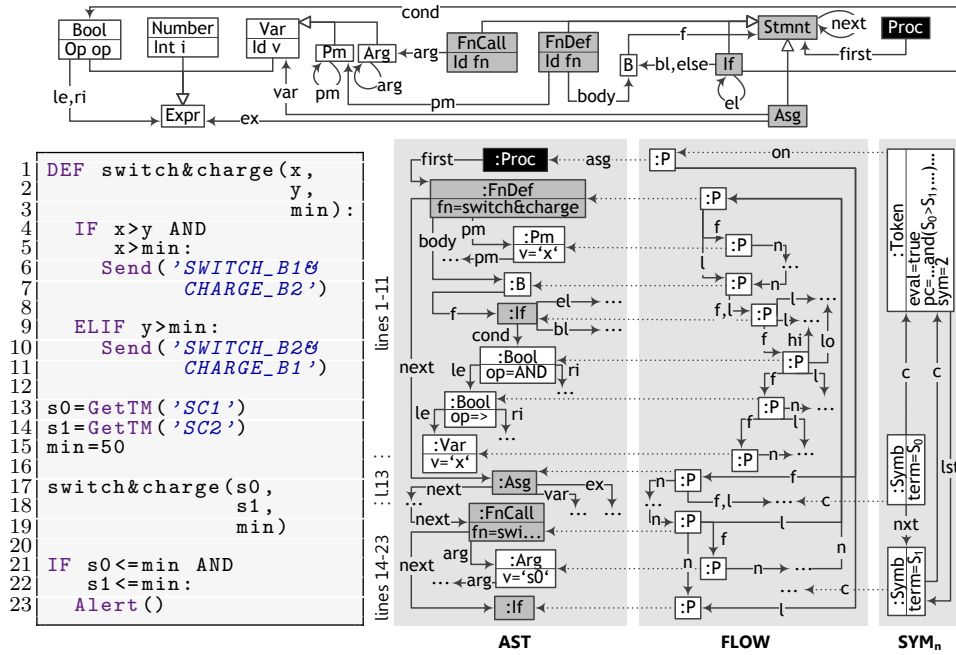 cond
Bool
Op op
Number
Int i
Var
Id v
Pm
Arg
arg
FnCall
Id fn
FnDef
Id fn
f
B
bl,else
If
Stmnt
next
Proc
first
pm
arg
el
le,ri
var
pm
body
Expr
ex
Asg
1 DEF switch&charge(x,
2 y,
3 min):
4 IF x>y AND
5 x>min:
6 Send('SWITCH_B1&
7 CHARGE_B2')
8
9 ELIF y>min:
10 Send('SWITCH_B2&
11 CHARGE_B1')
12
13 s0=GetTM('SC1')
14 s1=GetTM('SC2')
15 min=50
16
17 switch&charge(s0,
18 s1,
19 min)
20
21 IF s0<=min AND
22 s1<=min:
23 Alert()
lines 1-11
l.13
lines 14-23
first
:Proc
asg
:P
on
:FnDef
fn=switch&charge
:P
body
pm
:Pm
v='x'
... pm
f
:P
n
...
l
:B
:P
n
f
:If
el
...
bl
...
f,l
:P
l
...
l
...
cond
:Bool
op=AND
le
ri
...
f
hi
lo
:P
next
le
:Bool
op=>
ri
...
f
l
...
:P
n
...
:Var
v='x'
f
l
...
:P
n
...
next
:Asg
ex
...
var
...
...
n
...
:P
f
f,l
...
c
next
:FnCall
fn=swi...
n
:P
l
f
arg
:Arg
v='s0'
... arg
next
n
:P
n
...
n
...
c
:If
:P
l
:Token
eval=true
pc=...and(S0>S1,...)...
sym=2
c
c
:Symb
term=S0
lst
nxt
:Symb
term=S1
AST
FLOW
SYMn